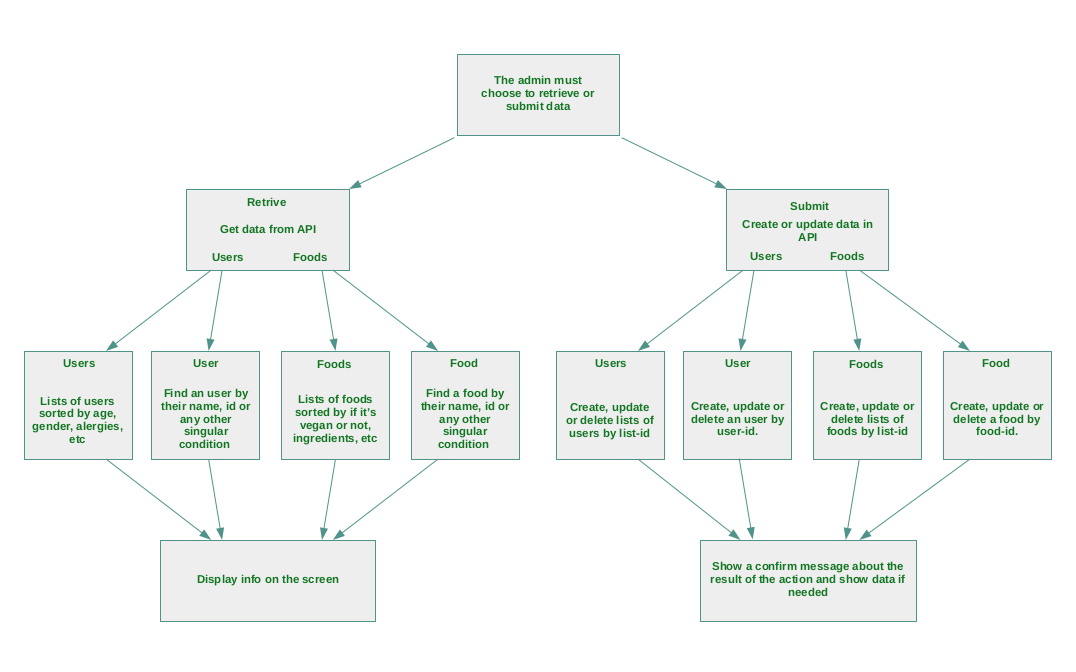 The admin must
choose to retrieve or
submit data
Retrive
Get data from API
Users Foods
Submit
Create or update data in
API
Users Foods
Users
Lists of users
sorted by age,
gender, alergies,
etc
User
Find an user by
their name, id or
any other
singular
condition
Foods
Lists of foods
sorted by if it's
vegan or not,
ingredients, etc
Food
Find a food by
their name, id or
any other
singular
condition
Users
Create, update
or delete lists of
users by list-id
User
Create, update or
delete an user by
user-id.
Foods
Create, update or
delete lists of
foods by list-id
Food
Create, update or
delete a food by
food-id.
Display info on the screen
Show a confirm message about the
result of the action and show data if
needed